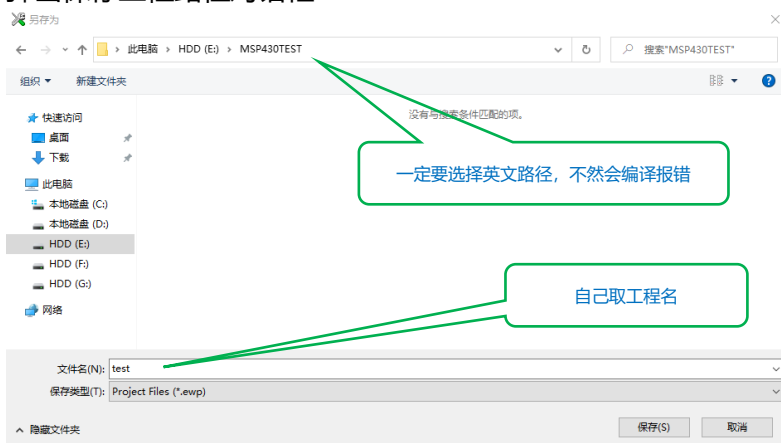 另存为
此电脑 › HDD (E:) › MSP430TEST
搜索"MSP430TEST"
组织 新建文件夹
没有与搜索条件匹配的项。
快速访问
桌面
下载
此电脑
本地磁盘 (C:)
本地磁盘 (D:)
HDD (E:)
HDD (F:)
HDD (G:)
网络
一定要选择英文路径，不然会编译报错
自己取工程名
文件名(N): test
保存类型(T): Project Files (*.ewp)
隐藏文件夹
保存(S) 取消